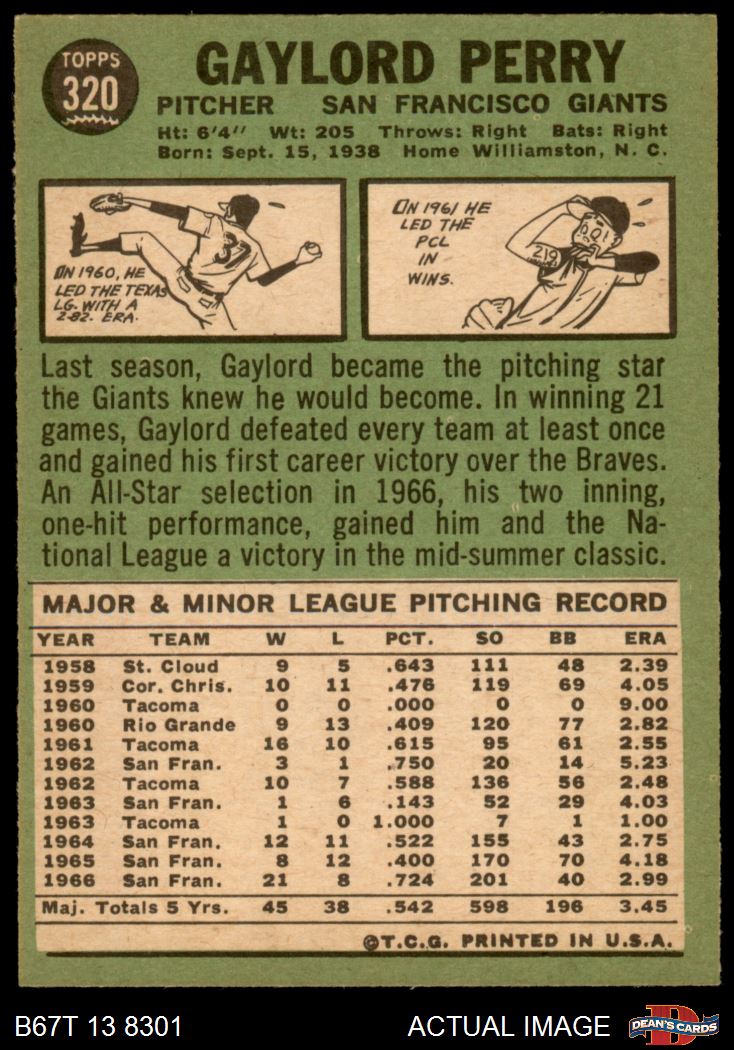 TOPPS
320
GAYLORD PERRY
PITCHER SAN FRANCISCO GIANTS
Ht: 6'4" Wt: 205 Throws: Right Bats: Right
Born: Sept. 15, 1938 Home Williamston, N. C.
37
ON 1960, HE
LED THE TEXAS
LG. WITH A
2.82. ERA.
ON 1961 HE
LED THE
PCL
IN
WINS.
219
Last season, Gaylord became the pitching star
the Giants knew he would become. In winning 21
games, Gaylord defeated every team at least once
and gained his first career victory over the Braves.
An All-Star selection in 1966, his two inning,
one-hit performance, gained him and the Na-
tional League a victory in the mid-summer classic.
MAJOR & MINOR LEAGUE PITCHING RECORD
YEAR TEAM W L PCT. SO BB ERA
1958 St. Cloud 9 5 .643 111 48 2.39
1959 Cor. Chris. 10 11 .476 119 69 4.05
1960 Tacoma 0 0 .000 0 0 9.00
1960 Rio Grande 9 13 .409 120 77 2.82
1961 Tacoma 16 10 .615 95 61 2.55
1962 San Fran. 3 1 .750 20 14 5.23
1962 Tacoma 10 7 .588 136 56 2.48
1963 San Fran. 1 6 .143 52 29 4.03
1963 Tacoma 1 0 1.000 7 1 1.00
1964 San Fran. 12 11 .522 155 43 2.75
1965 San Fran. 8 12 .400 170 70 4.18
1966 San Fran. 21 8 .724 201 40 2.99
Maj. Totals 5 Yrs. 45 38 .542 598 196 3.45
©T.C.G. PRINTED IN U.S.A.
B67T 13 8301 ACTUAL IMAGE
D
DEAN'S CARDS